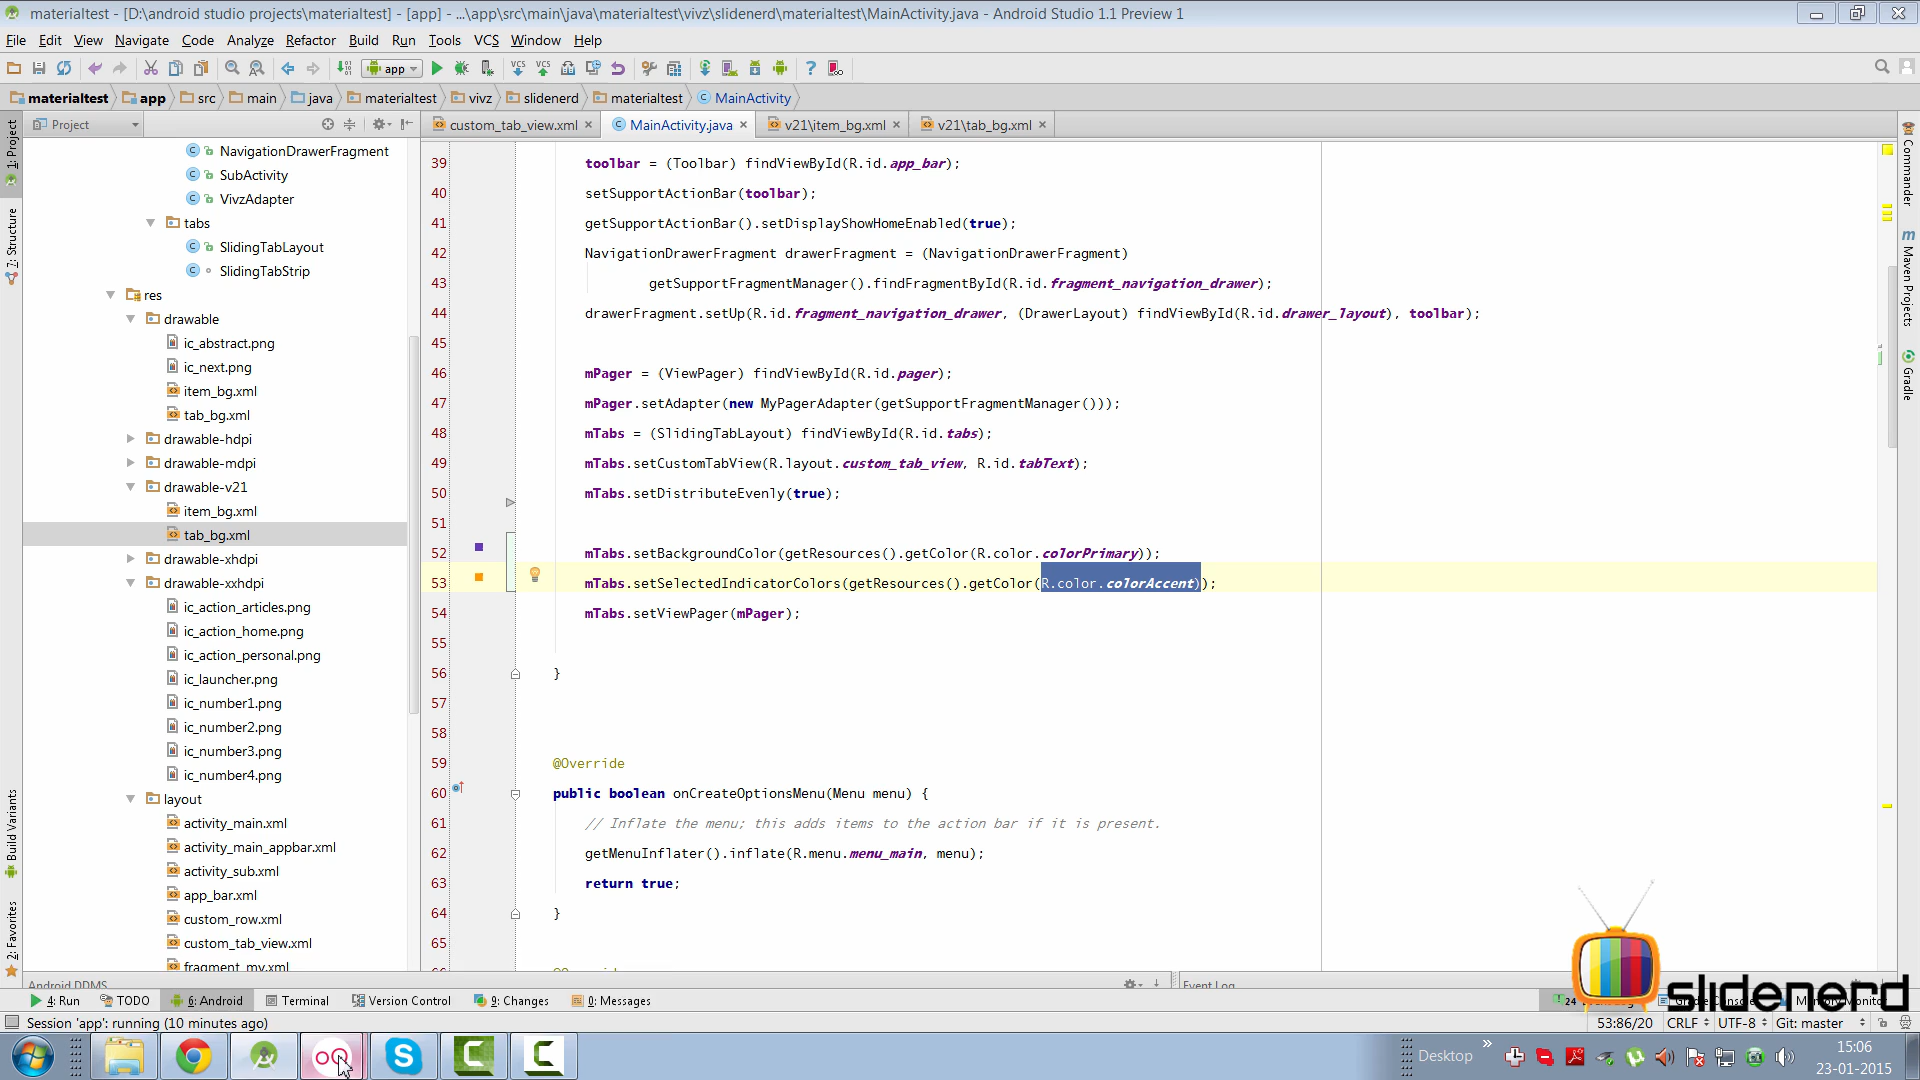 materialtest - [D:\android studio projects\materialtest] - [app] - ...\app\src\main\java\materialtest\vivz\slidenerd\materialtest\MainActivity.java - Android Studio 1.1 Preview 1
File Edit View Navigate Code Analyze Refactor Build Run Tools VCS Window Help
app
materialtest app src main java materialtest vivz slidenerd materialtest MainActivity
Project
custom_tab_view.xml MainActivity.java v21\item_bg.xml v21\tab_bg.xml
1: Project
7: Structure
Build Variants
2: Favorites
Commander
Maven Projects
Gradle
NavigationDrawerFragment
SubActivity
VivzAdapter
tabs
SlidingTabLayout
SlidingTabStrip
res
drawable
ic_abstract.png
ic_next.png
item_bg.xml
tab_bg.xml
drawable-hdpi
drawable-mdpi
drawable-v21
item_bg.xml
tab_bg.xml
drawable-xhdpi
drawable-xxhdpi
ic_action_articles.png
ic_action_home.png
ic_action_personal.png
ic_launcher.png
ic_number1.png
ic_number2.png
ic_number3.png
ic_number4.png
layout
activity_main.xml
activity_main_appbar.xml
activity_sub.xml
app_bar.xml
custom_row.xml
custom_tab_view.xml
fragment_my.xml
39 toolbar = (Toolbar) findViewById(R.id.app_bar);
40 setSupportActionBar(toolbar);
41 getSupportActionBar().setDisplayShowHomeEnabled(true);
42 NavigationDrawerFragment drawerFragment = (NavigationDrawerFragment)
43 getSupportFragmentManager().findFragmentById(R.id.fragment_navigation_drawer);
44 drawerFragment.setUp(R.id.fragment_navigation_drawer, (DrawerLayout) findViewById(R.id.drawer_layout), toolbar);
45
46 mPager = (ViewPager) findViewById(R.id.pager);
47 mPager.setAdapter(new MyPagerAdapter(getSupportFragmentManager()));
48 mTabs = (SlidingTabLayout) findViewById(R.id.tabs);
49 mTabs.setCustomTabView(R.layout.custom_tab_view, R.id.tabText);
50 mTabs.setDistributeEvenly(true);
51
52 mTabs.setBackgroundColor(getResources().getColor(R.color.colorPrimary));
53 mTabs.setSelectedIndicatorColors(getResources().getColor(R.color.colorAccent));
54 mTabs.setViewPager(mPager);
55
56 }
57
58
59 @Override
60 public boolean onCreateOptionsMenu(Menu menu) {
61 // Inflate the menu; this adds items to the action bar if it is present.
62 getMenuInflater().inflate(R.menu.menu_main, menu);
63 return true;
64 }
65
@Override
Android DDMS Event Log
4: Run TODO 6: Android Terminal Version Control 9: Changes 0: Messages
slidenerd
Session 'app': running (10 minutes ago) 53:86/20 CRLF UTF-8 Git: master
Desktop
15:06
23-01-2015